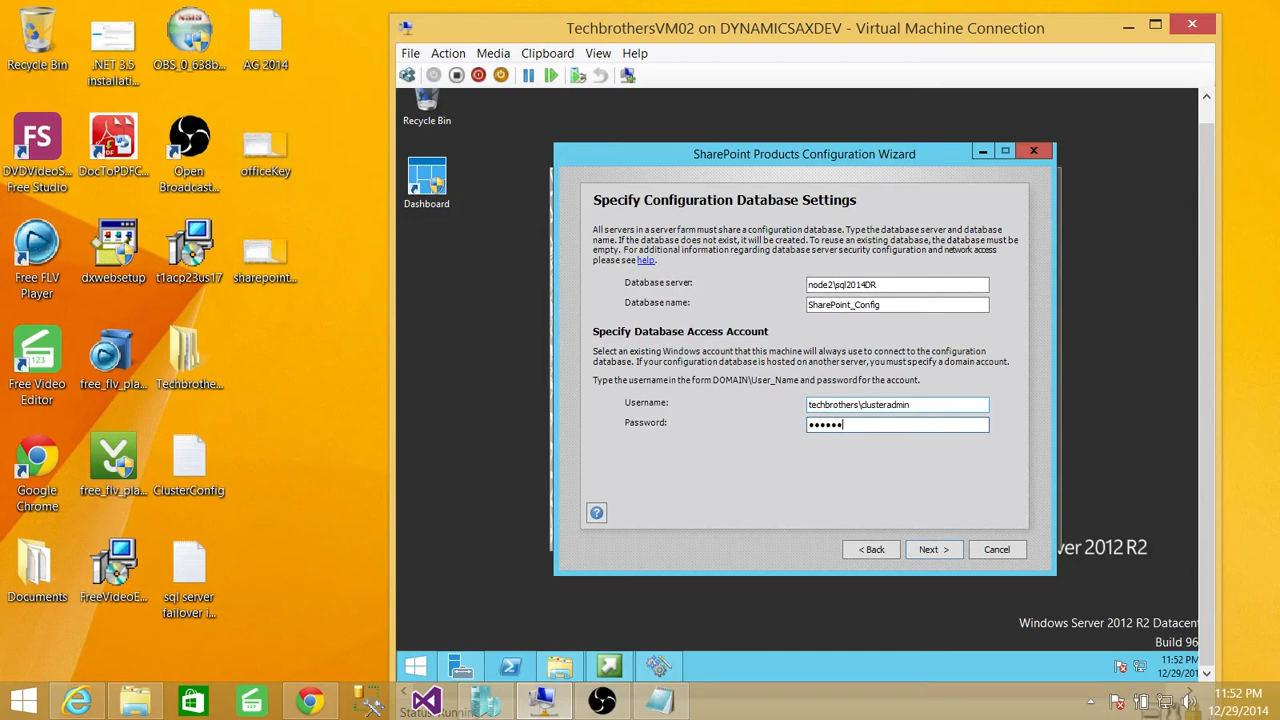 TechbrothersVM02 on DYNAMICSAXDEV - Virtual Machine Connection
File Action Media Clipboard View Help
Recycle Bin
.NET 3.5 installati...
OBS_0_638b...
AG 2014
DVDVideoS... Free Studio
DocToPDFC...
Open Broadcast...
officeKey
Free FLV Player
dxwebsetup
t1acp23us17
sharepoint...
Free Video Editor
free_flv_pla...
Techbrothe...
Google Chrome
free_flv_pla...
ClusterConfig
Documents
FreeVideoE...
sql server failover i...
Recycle Bin
Dashboard
SharePoint Products Configuration Wizard
Specify Configuration Database Settings
All servers in a server farm must share a configuration database. Type the database server and database
name. If the database does not exist, it will be created. To reuse an existing database, the database must be
empty. For additional information regarding database server security configuration and network access
please see help.
Database server: node2\sql2014DR
Database name: SharePoint_Config
Specify Database Access Account
Select an existing Windows account that this machine will always use to connect to the configuration
database. If your configuration database is hosted on another server, you must specify a domain account.
Type the username in the form DOMAIN\User_Name and password for the account.
Username: techbrothers\clusteradmin
Password: ••••••
< Back Next > Cancel
ver 2012 R2
Windows Server 2012 R2 Datacent
Build 96
11:52 PM
12/29/2014
Status: Running
11:52 PM
12/29/2014